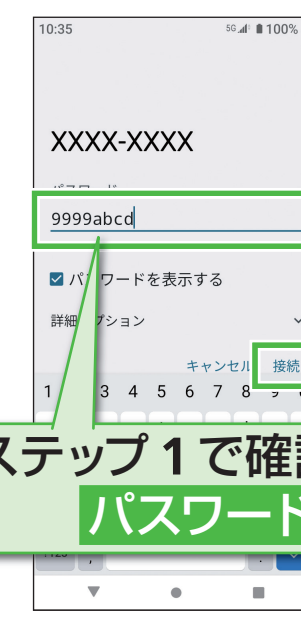 10:35 5G 100%
XXXX-XXXX
パスワード
9999abcd
パスワードを表示する
詳細オプション
キャンセル 接続
1 3 4 5 6 7 8 9
ステップ1で確認
パスワード
?123 , .